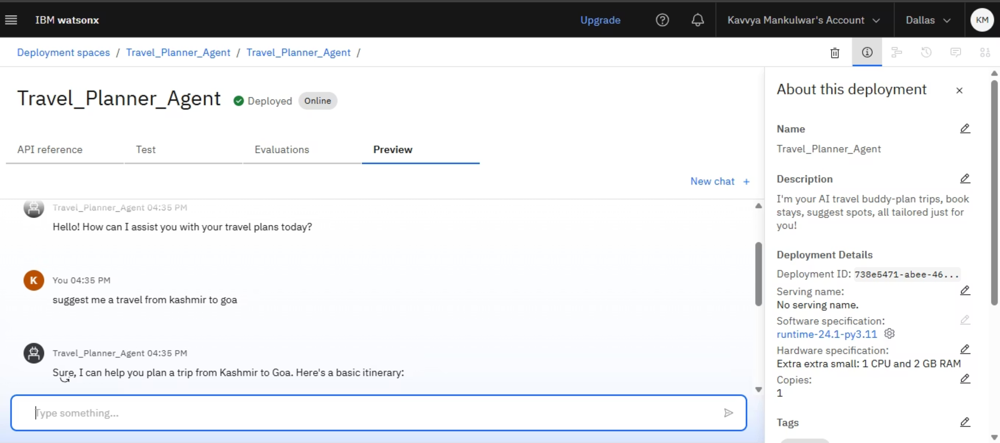 IBM watsonx
Upgrade
Kavvya Mankulwar's Account
Dallas
KM
Deployment spaces / Travel_Planner_Agent / Travel_Planner_Agent /
Travel_Planner_Agent
Deployed
Online
API reference
Test
Evaluations
Preview
New chat +
Travel_Planner_Agent 04:35 PM
Hello! How can I assist you with your travel plans today?
K
You 04:35 PM
suggest me a travel from kashmir to goa
Travel_Planner_Agent 04:35 PM
Sure, I can help you plan a trip from Kashmir to Goa. Here's a basic itinerary:
Type something...
About this deployment
Name
Travel_Planner_Agent
Description
I'm your AI travel buddy-plan trips, book
stays, suggest spots, all tailored just for
you!
Deployment Details
Deployment ID: 738e5471-abee-46...
Serving name:
No serving name.
Software specification:
runtime-24.1-py3.11
Hardware specification:
Extra extra small: 1 CPU and 2 GB RAM
Copies:
1
Tags